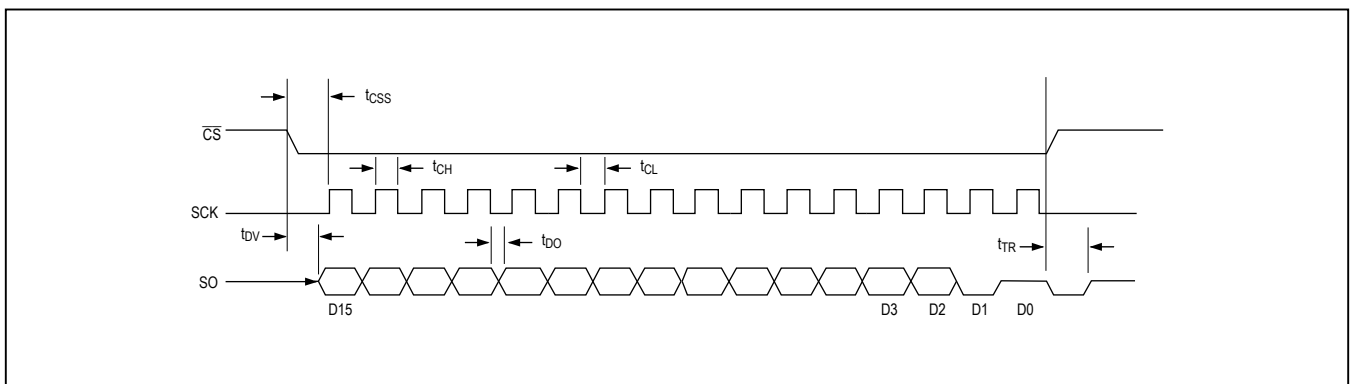 tCSS
CS
tCH
tCL
SCK
tDV
tDO
tTR
SO
D15
D3
D2
D1
D0